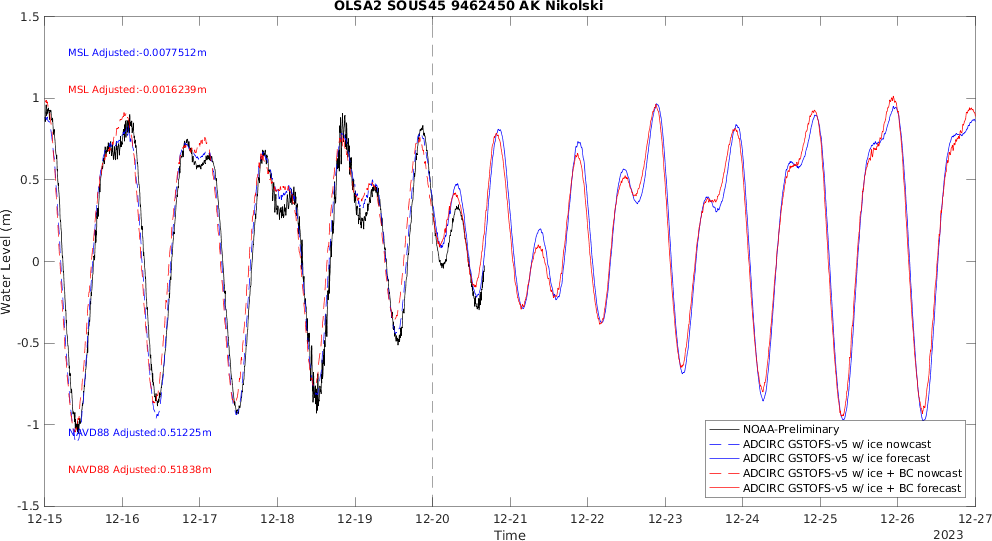 OLSA2 SOUS45 9462450 AK Nikolski
1.5
1
0.5
0
-0.5
-1
-1.5
Water Level (m)
MSL Adjusted:-0.0077512m
MSL Adjusted:-0.0016239m
NAVD88 Adjusted:0.51225m
NAVD88 Adjusted:0.51838m
NOAA-Preliminary
ADCIRC GSTOFS-v5 w/ ice nowcast
ADCIRC GSTOFS-v5 w/ ice forecast
ADCIRC GSTOFS-v5 w/ ice + BC nowcast
ADCIRC GSTOFS-v5 w/ ice + BC forecast
12-15 12-16 12-17 12-18 12-19 12-20 12-21 12-22 12-23 12-24 12-25 12-26 12-27
Time
2023